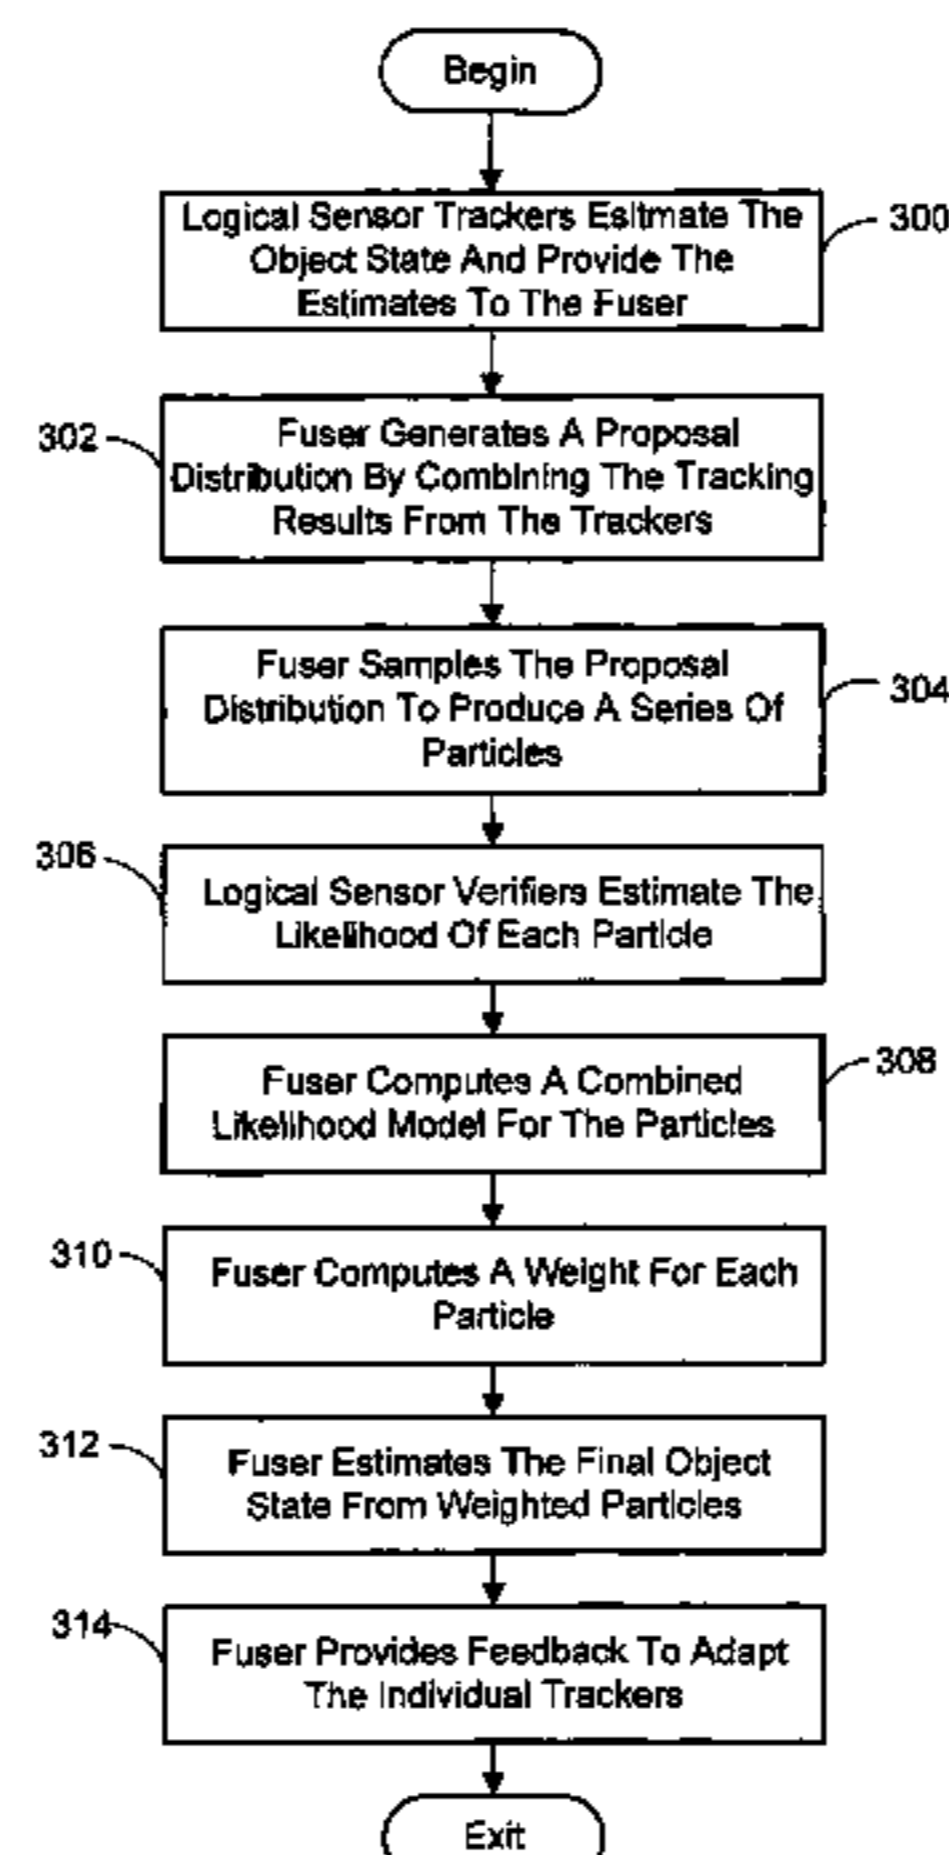 Begin
Logical Sensor Trackers Esitmate The
Object State And Provide The
Estimates To The Fuser
300
302
Fuser Generates A Proposal
Distribution By Combining The Tracking
Results From The Trackers
Fuser Samples The Proposal
Distribution To Produce A Series Of
Particles
304
306
Logical Sensor Verifiers Estimate The
Likelihood Of Each Particle
Fuser Computes A Combined
Likelihood Model For The Particles
308
310
Fuser Computes A Weight For Each
Particle
312
Fuser Estimates The Final Object
State From Weighted Particles
314
Fuser Provides Feedback To Adapt
The Individual Trackers
Exit